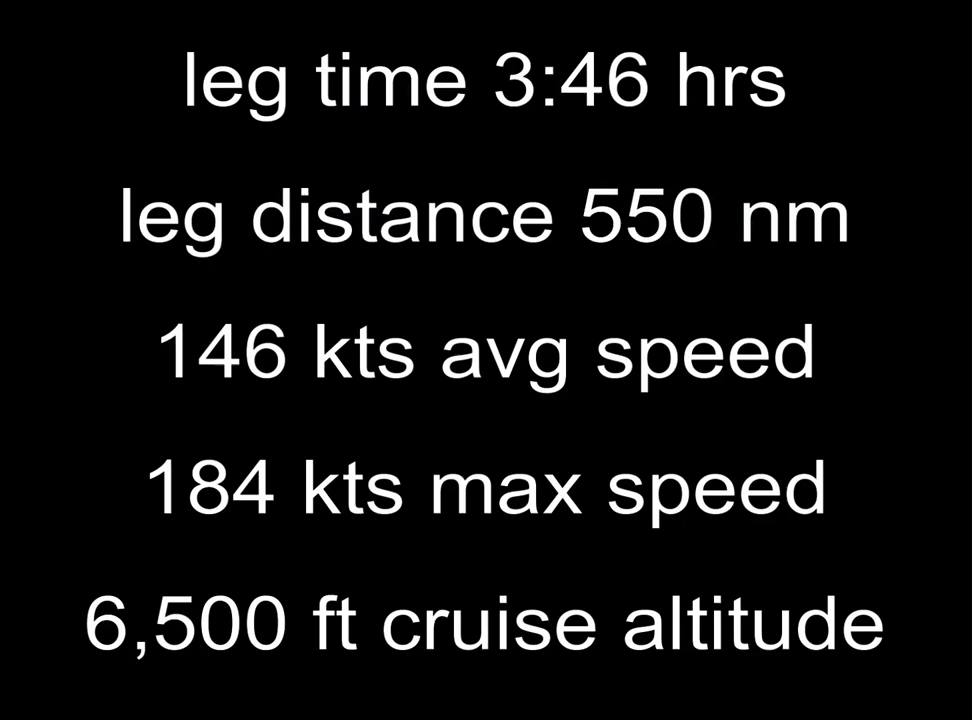 leg time 3:46 hrs
leg distance 550 nm
146 kts avg speed
184 kts max speed
6,500 ft cruise altitude